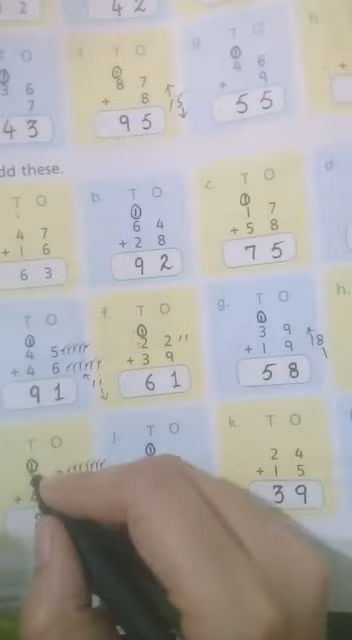 2
42
h.
O
f. T O
g. T O
①
①
①
3 6
8 7
4 6
7
+ 8
15
+ 9
+
43
95
55
dd these.
T O
b. T O
c. T O
d.
①
①
4 7
6 4
1 7
+ 1 6
+ 2 8
+ 5 8
63
92
75
T O
f. T O
g. T O
h.
①
①
①
4 5
2 2
3 9
+ 4 6
11
+ 3 9
+ 1 9
18
91
61
58
T O
j. T O
k. T O
①
①
2 4
+
+ 1 5
39